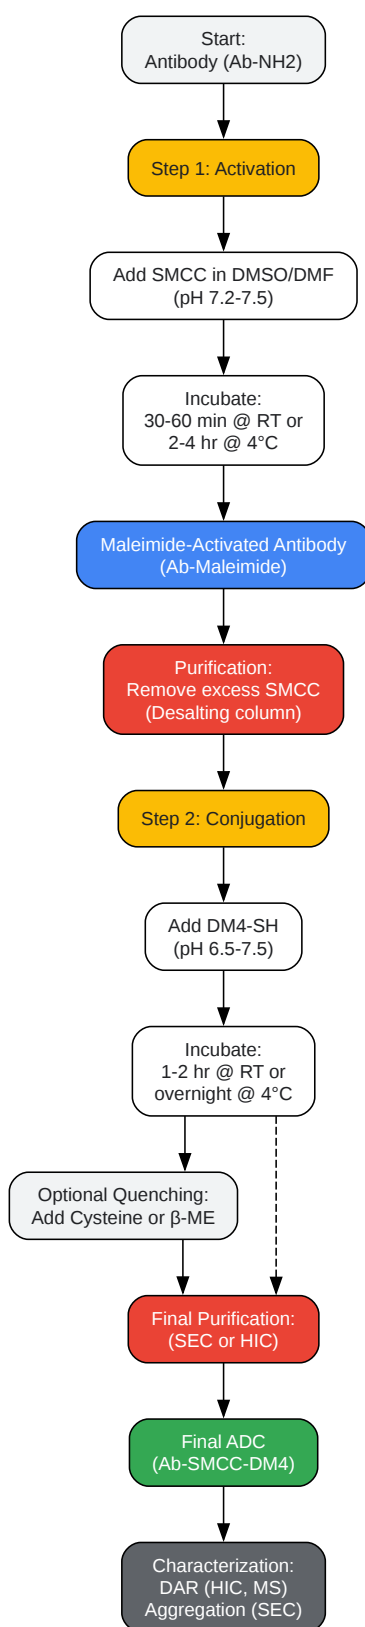 Start:
Antibody (Ab-NH2)
Step 1: Activation
Add SMCC in DMSO/DMF
(pH 7.2-7.5)
Incubate:
30-60 min @ RT or
2-4 hr @ 4°C
Maleimide-Activated Antibody
(Ab-Maleimide)
Purification:
Remove excess SMCC
(Desalting column)
Step 2: Conjugation
Add DM4-SH
(pH 6.5-7.5)
Incubate:
1-2 hr @ RT or
overnight @ 4°C
Optional Quenching:
Add Cysteine or β-ME
Final Purification:
(SEC or HIC)
Final ADC
(Ab-SMCC-DM4)
Characterization:
DAR (HIC, MS)
Aggregation (SEC)